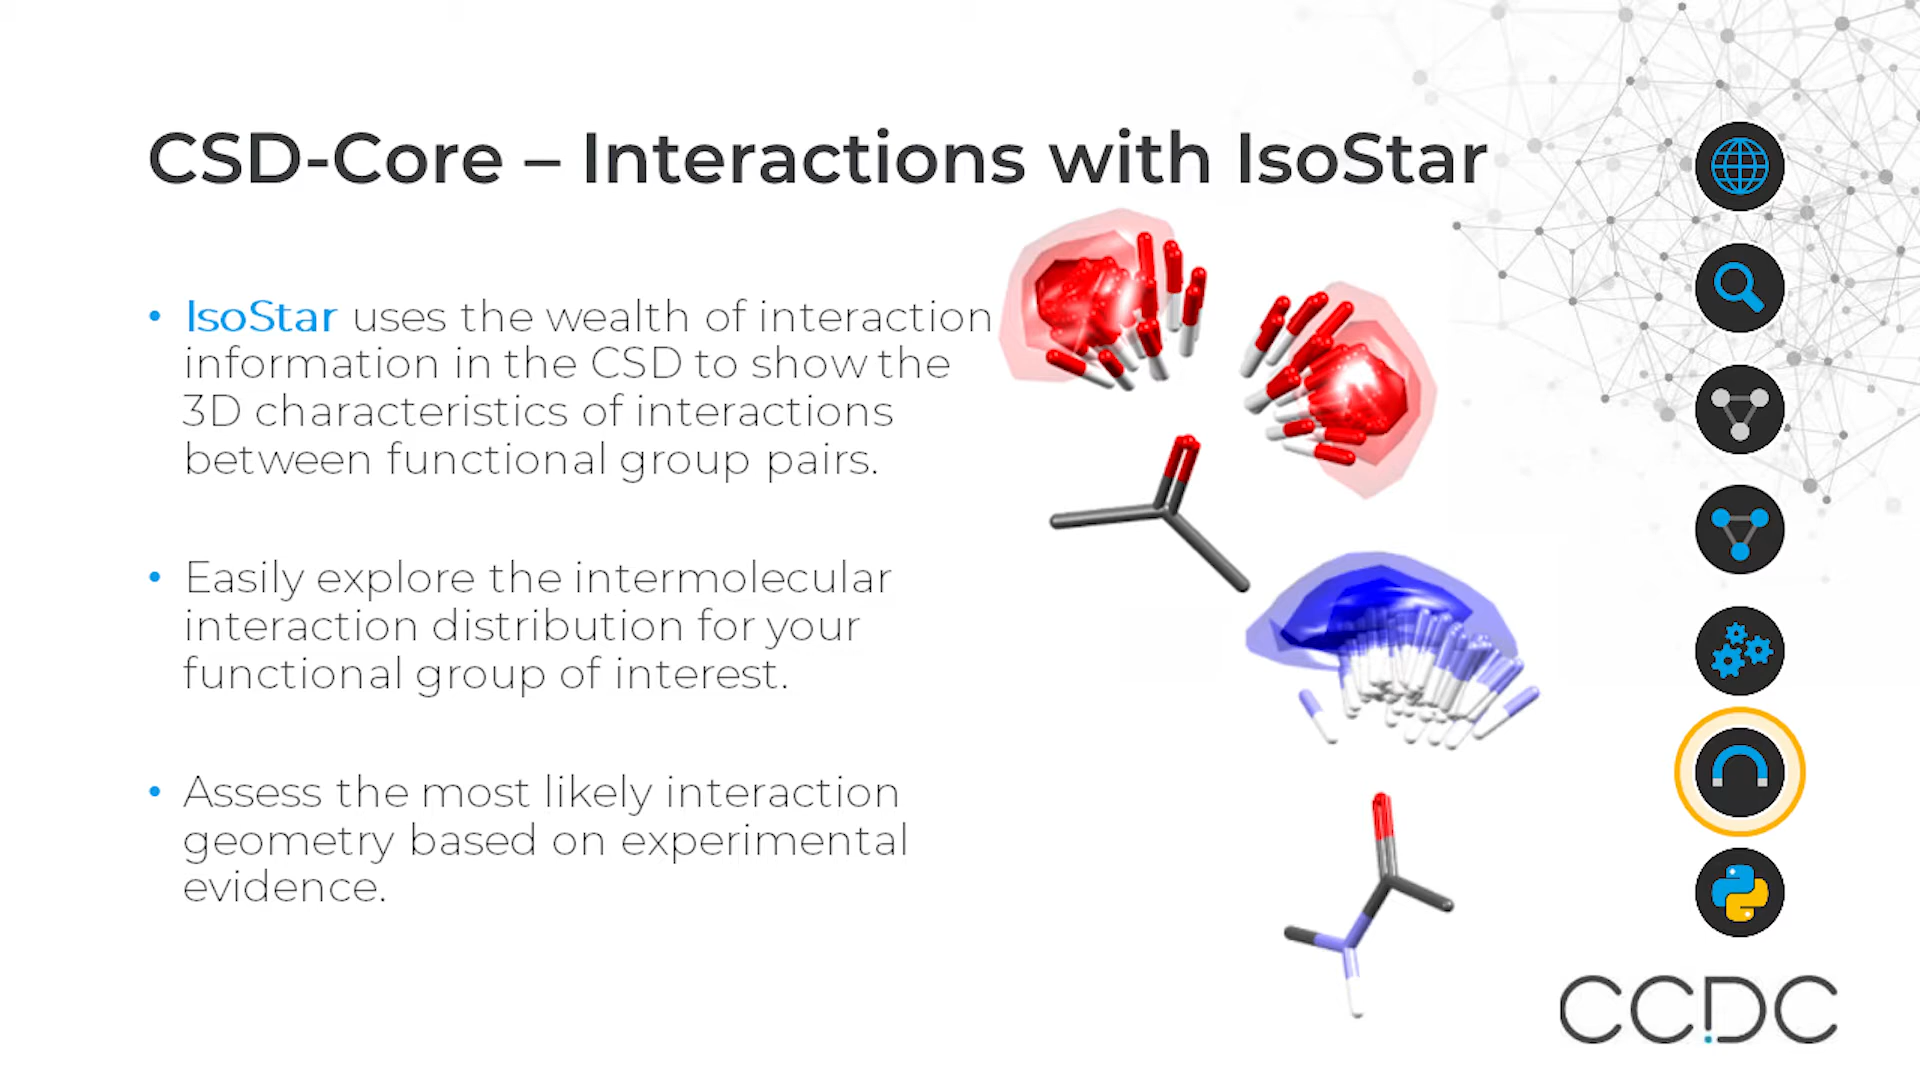 CSD-Core – Interactions with IsoStar
• IsoStar uses the wealth of interaction
information in the CSD to show the
3D characteristics of interactions
between functional group pairs.
• Easily explore the intermolecular
interaction distribution for your
functional group of interest.
• Assess the most likely interaction
geometry based on experimental
evidence.
CCDC